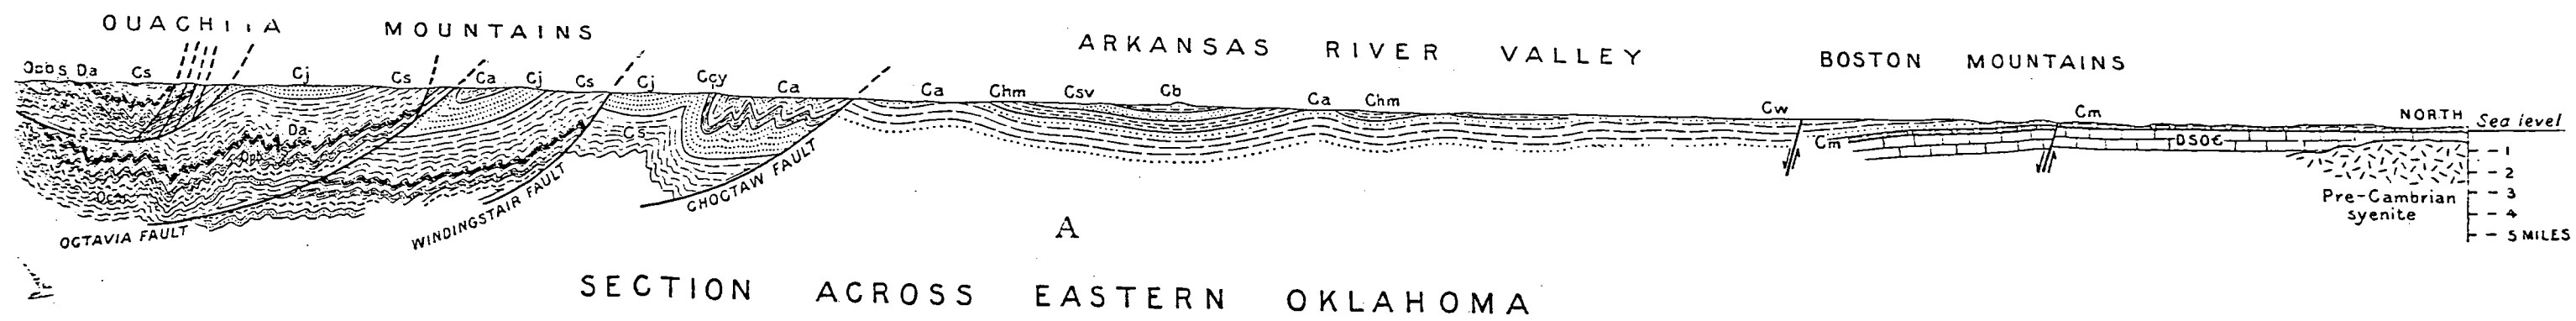 OUACHITA MOUNTAINS
ARKANSAS RIVER VALLEY
BOSTON MOUNTAINS
Da Cs Cj Cs Ca Cj Cs Cj Ccy Ca Ca Chm Csv Cb Ca Chm Cw Cm
NORTH Sea level
Da Cs Cm DSO€
1
2
3
4
5 MILES
Pre-Cambrian
syenite
OCTAVIA FAULT
WINDINGSTAIR FAULT
CHOCTAW FAULT
A
SECTION ACROSS EASTERN OKLAHOMA